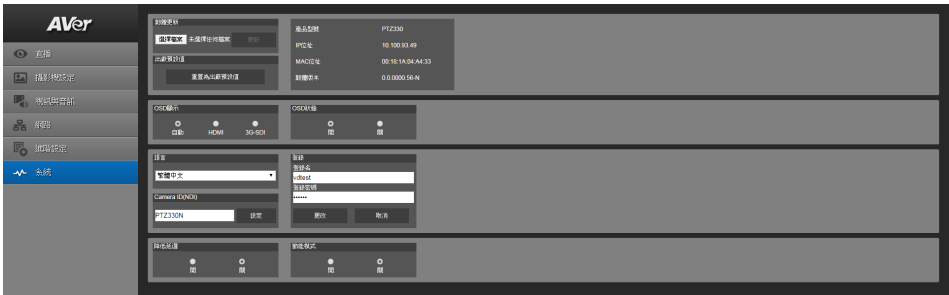 AVer
直播
攝影機設定
視訊與音訊
網路
進階設定
系統
韌體更新
選擇檔案 未選擇任何檔案 更新
出廠預設值
重置為出廠預設值
產品型號 PTZ330
IP位址 10.100.93.49
MAC位址 00:18:1A:04:A4:33
韌體版本 0.0.0000.56-N
OSD顯示
自動 HDMI 3G-SDI
OSD狀態
開 關
語言
繁體中文
Camera ID(NDI)
PTZ330N 設定
登錄
登錄名
vdtest
登錄密碼
••••••
更改 取消
降低延遲
開 關
節能模式
開 關